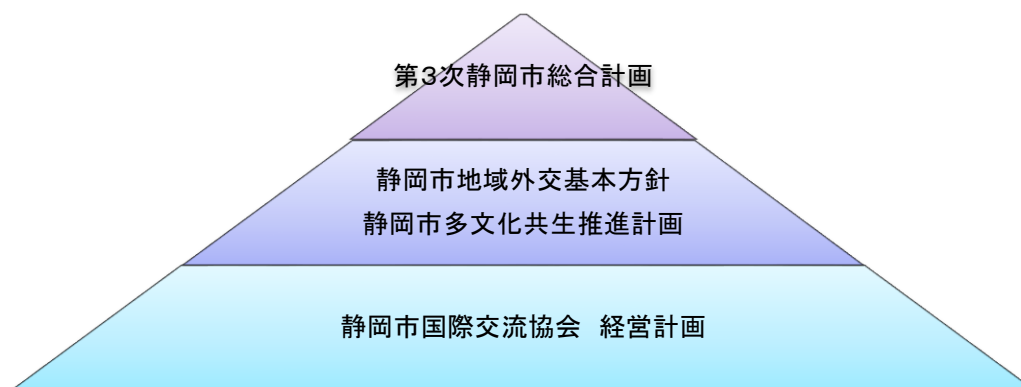 第3次静岡市総合計画
静岡市地域外交基本方針
静岡市多文化共生推進計画
静岡市国際交流協会　経営計画